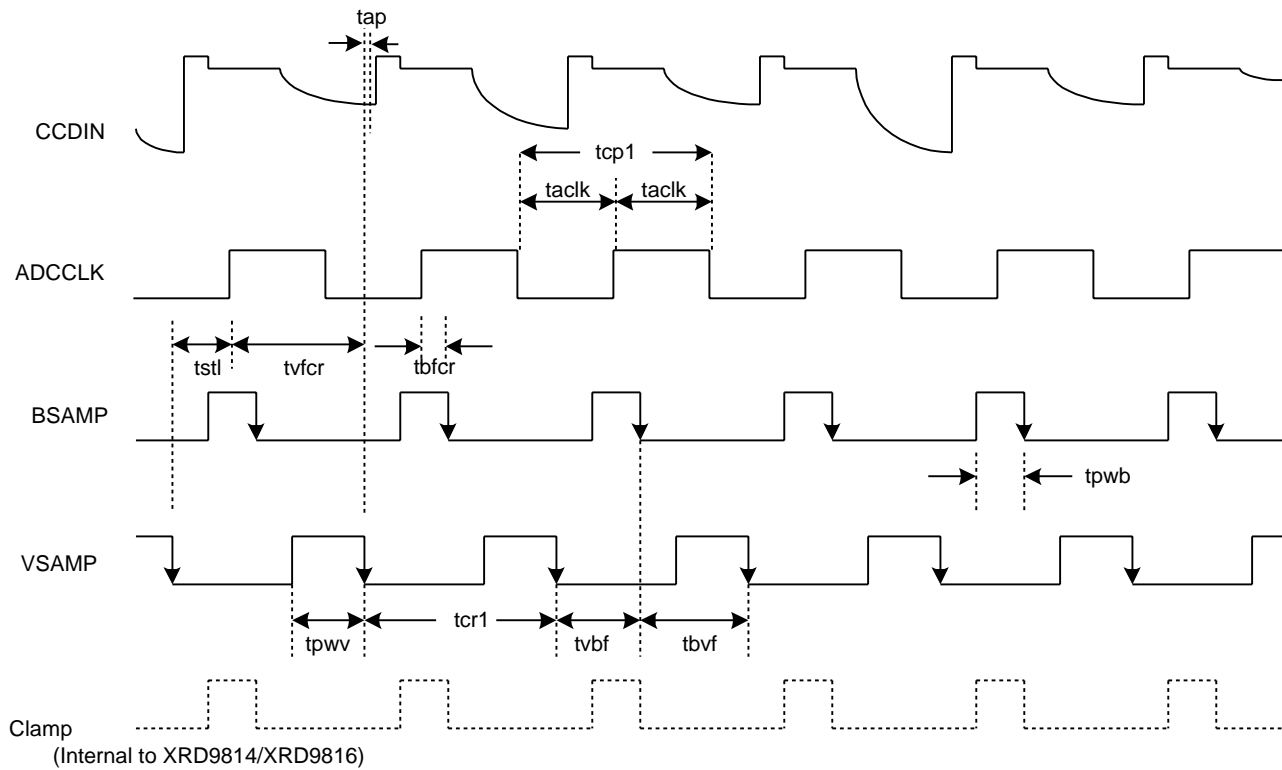 tap
CCDIN
tcp1
taclk taclk
ADCCLK
tstl tvfcr tbfcr
BSAMP
tpwb
VSAMP
tpwv tcr1 tvbf tbvf
Clamp
(Internal to XRD9814/XRD9816)